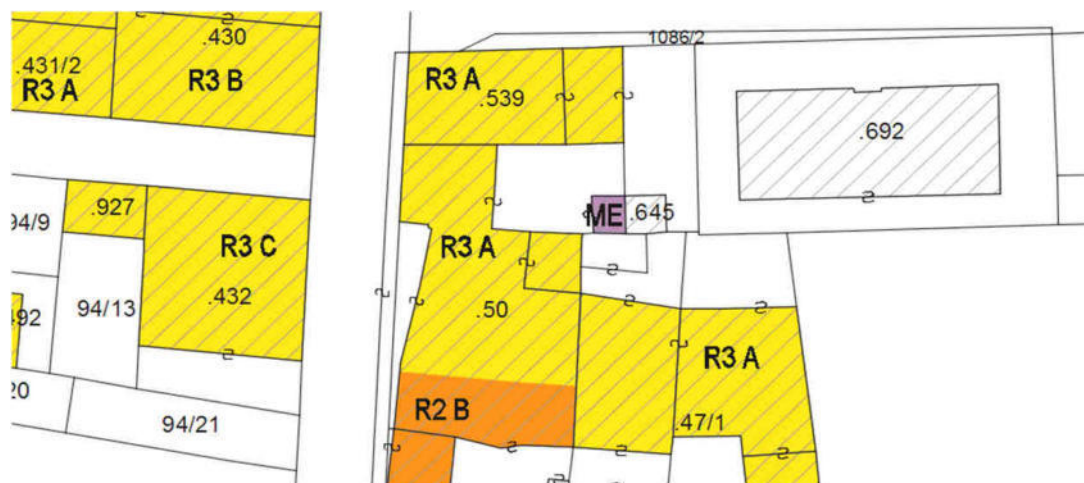 .430
.431/2
R3 A
R3 B
1086/2
R3 A
.539
.692
94/9
.927
R3 C
.432
ME
.645
R3 A
.50
94/13
492
R3 A
20
94/21
R2 B
.47/1